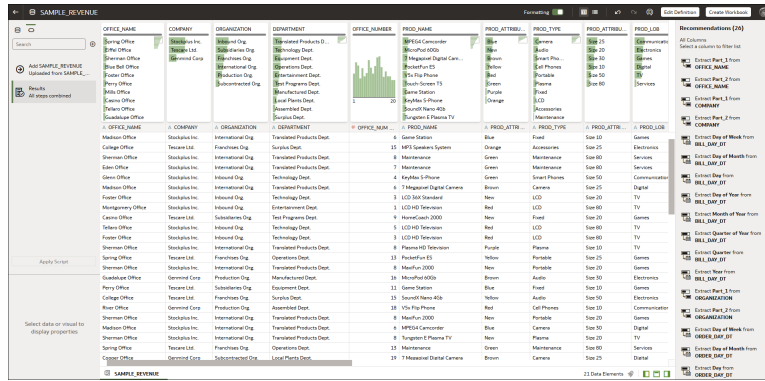 SAMPLE_REVENUE
Formatting
Edit Definition
Create Workbook
Search
Add SAMPLE_REVENUE
Uploaded from SAMPLE_...
Results
All steps combined
Apply Script
Select data or visual to
display properties
OFFICE_NAME COMPANY ORGANIZATION DEPARTMENT OFFICE_NUMBER PROD_NAME PROD_ATTRIBU... PROD_TYPE PROD_ATTRIBU... PROD_LOB
Spring Office Stockplus Inc. Inbound Org. Translated Products D... MPEG4 Camcorder Blue Camera Size 25 Communicatio
Eiffel Office Tescare Ltd. Subsidiaries Org. Technology Dept. MicroPod 60Gb New Audio Size 20 Electronics
Sherman Office Genmind Corp Franchises Org. Equipment Dept. 7 Megapixel Digital Cam... Brown Smart Pho... Size 30 Games
Blue Bell Office International Org. Operations Dept. PocketFun ES Yellow Cell Phones Size 60 Digital
Foster Office Production Org. Entertainment Dept. V5x Flip Phone Red Portable Size 10 TV
Perry Office Subcontracted Org. Test Programs Dept. Touch-Screen T5 Green Plasma Size 50 Services
Mills Office Manufactured Dept. Game Station Purple Fixed Size 80
Casino Office Local Plants Dept. 1 20 KeyMax S-Phone Orange LCD
Tellaro Office Assembled Dept. SoundX Nano 4Gb Accessories
Guadalupe Office Surplus Dept. Tungsten E Plasma TV Maintenance
A OFFICE_NAME A COMPANY A ORGANIZATION A DEPARTMENT OFFICE_NUM ... A PROD_NAME A PROD_ATTRI ... A PROD_TYPE A PROD_ATTRI ... A PROD_LOB
Madison Office Stockplus Inc. International Org. Translated Products Dept. 6 Game Station Blue Fixed Size 10 Games
College Office Tescare Ltd. Franchises Org. Surplus Dept. 15 MP3 Speakers System Orange Accessories Size 25 Electronics
Sherman Office Stockplus Inc. International Org. Translated Products Dept. 8 Maintenance Green Maintenance Size 80 Services
Eden Office Stockplus Inc. International Org. Translated Products Dept. 7 Maintenance Green Maintenance Size 80 Services
Glenn Office Stockplus Inc. International Org. Technology Dept. 4 KeyMax S-Phone Green Smart Phones Size 50 Communication
Madison Office Stockplus Inc. International Org. Translated Products Dept. 6 7 Megapixel Digital Camera Brown Camera Size 25 Digital
Foster Office Stockplus Inc. Inbound Org. Technology Dept. 3 LCD 36X Standard New LCD Size 20 TV
Montgomery Office Stockplus Inc. Inbound Org. Entertainment Dept. 1 LCD HD Television Red LCD Size 80 TV
Casino Office Tescare Ltd. Subsidiaries Org. Test Programs Dept. 9 HomeCoach 2000 New Fixed Size 20 Games
Tellaro Office Stockplus Inc. Inbound Org. Technology Dept. 5 LCD HD Television Red LCD Size 80 TV
Foster Office Stockplus Inc. Inbound Org. Technology Dept. 3 LCD HD Television Red LCD Size 80 TV
Sherman Office Stockplus Inc. International Org. Translated Products Dept. 8 Plasma HD Television Purple Plasma Size 10 TV
Spring Office Tescare Ltd. Franchises Org. Operations Dept. 13 PocketFun ES Yellow Portable Size 25 Games
Sherman Office Stockplus Inc. International Org. Translated Products Dept. 8 MaxiFun 2000 New Portable Size 20 Games
Guadalupe Office Genmind Corp Production Org. Manufactured Dept. 16 MicroPod 60Gb Brown Audio Size 30 Electronics
Perry Office Tescare Ltd. Subsidiaries Org. Equipment Dept. 11 Game Station Blue Fixed Size 10 Games
College Office Tescare Ltd. Franchises Org. Surplus Dept. 15 SoundX Nano 4Gb Yellow Audio Size 50 Electronics
River Office Genmind Corp Production Org. Assembled Dept. 18 V5x Flip Phone Red Cell Phones Size 10 Communication
Sherman Office Stockplus Inc. International Org. Translated Products Dept. 8 MaxiFun 2000 New Portable Size 20 Games
Madison Office Stockplus Inc. International Org. Translated Products Dept. 6 MPEG4 Camcorder Blue Camera Size 30 Digital
Sherman Office Stockplus Inc. International Org. Translated Products Dept. 8 Tungsten E Plasma TV New Plasma Size 20 TV
Spring Office Tescare Ltd. Franchises Org. Operations Dept. 13 Maintenance Green Maintenance Size 80 Services
Cooper Office Genmind Corp Subcontracted Org. Local Plants Dept. 19 7 Megapixel Digital Camera Brown Camera Size 25 Digital
SAMPLE_REVENUE
21 Data Elements
Recommendations (26)
All Columns
Select a column to filter list
Extract Part_1 from
OFFICE_NAME
Extract Part_2 from
OFFICE_NAME
Extract Part_1 from
COMPANY
Extract Part_2 from
COMPANY
Extract Day of Week from
BILL_DAY_DT
Extract Day of Month from
BILL_DAY_DT
Extract Day from
BILL_DAY_DT
Extract Day of Year from
BILL_DAY_DT
Extract Month of Year from
BILL_DAY_DT
Extract Quarter of Year from
BILL_DAY_DT
Extract Quarter from
BILL_DAY_DT
Extract Year from
BILL_DAY_DT
Extract Part_1 from
ORGANIZATION
Extract Part_2 from
ORGANIZATION
Extract Day of Week from
ORDER_DAY_DT
Extract Day of Month from
ORDER_DAY_DT
Extract Day from
ORDER_DAY_DT